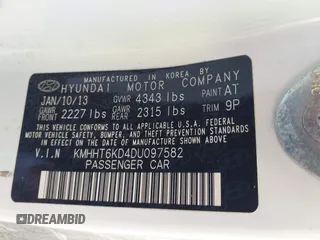 MANUFACTURED IN KOREA BY
HYUNDAI MOTOR COMPANY
JAN/10/13 GVWR 4343 lbs PAINT AT
GAWR FRONT 2227 lbs GAWR REAR 2315 lbs TRIM 9P
THIS VEHICLE CONFORMS TO ALL APPLICABLE U.S. FEDERAL
MOTOR VEHICLE SAFETY, BUMPER, AND THEFT PREVENTION
STANDARDS IN EFFECT ON THE DATE OF MANUFACTURE
SHOWN ABOVE.
V.I.N KMHHT6KD4DU097582
PASSENGER CAR
DREAMBID